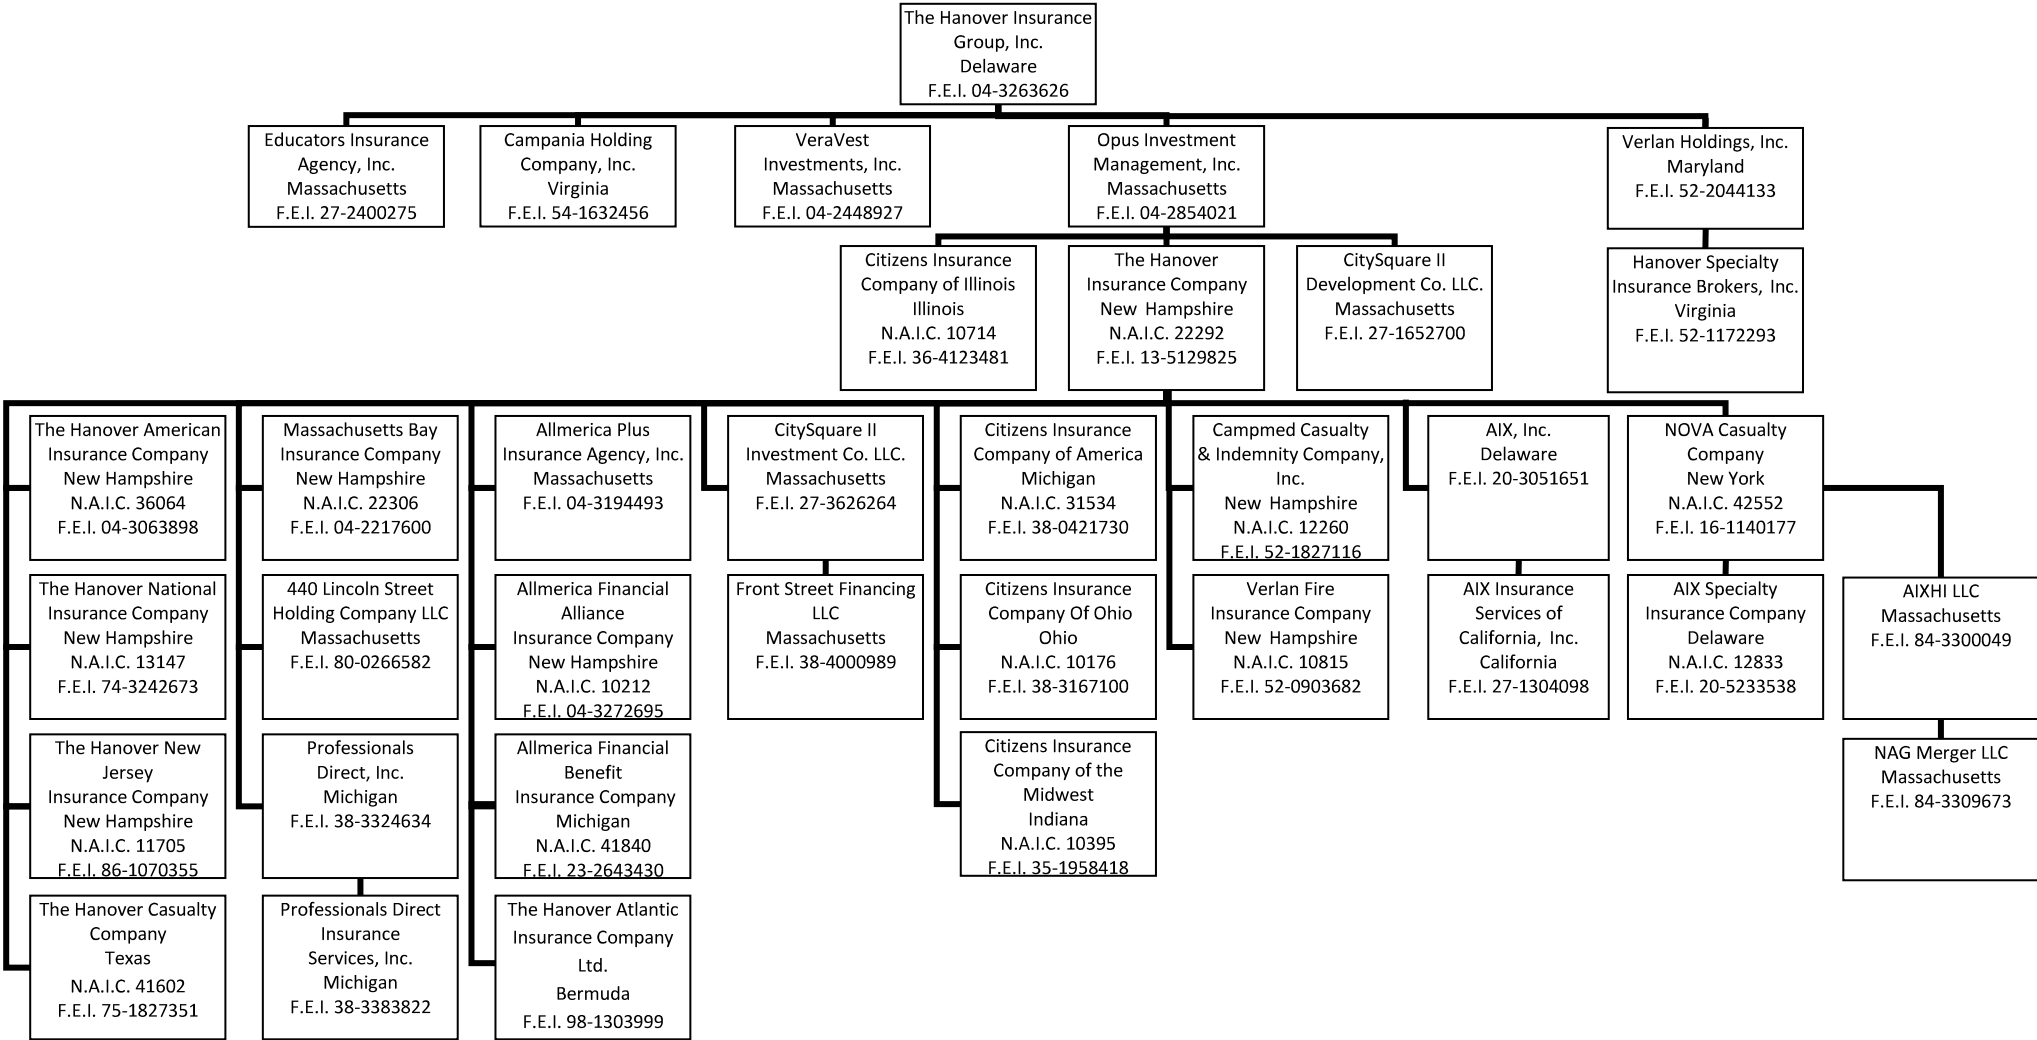 The Hanover Insurance
Group, Inc.
Delaware
F.E.I. 04-3263626
Educators Insurance
Agency, Inc.
Massachusetts
F.E.I. 27-2400275
Campania Holding
Company, Inc.
Virginia
F.E.I. 54-1632456
VeraVest
Investments, Inc.
Massachusetts
F.E.I. 04-2448927
Opus Investment
Management, Inc.
Massachusetts
F.E.I. 04-2854021
Verlan Holdings, Inc.
Maryland
F.E.I. 52-2044133
Citizens Insurance
Company of Illinois
Illinois
N.A.I.C. 10714
F.E.I. 36-4123481
The Hanover
Insurance Company
New Hampshire
N.A.I.C. 22292
F.E.I. 13-5129825
CitySquare II
Development Co. LLC.
Massachusetts
F.E.I. 27-1652700
Hanover Specialty
Insurance Brokers, Inc.
Virginia
F.E.I. 52-1172293
The Hanover American
Insurance Company
New Hampshire
N.A.I.C. 36064
F.E.I. 04-3063898
Massachusetts Bay
Insurance Company
New Hampshire
N.A.I.C. 22306
F.E.I. 04-2217600
Allmerica Plus
Insurance Agency, Inc.
Massachusetts
F.E.I. 04-3194493
CitySquare II
Investment Co. LLC.
Massachusetts
F.E.I. 27-3626264
Citizens Insurance
Company of America
Michigan
N.A.I.C. 31534
F.E.I. 38-0421730
Campmed Casualty
& Indemnity Company,
Inc.
New Hampshire
N.A.I.C. 12260
F.E.I. 52-1827116
AIX, Inc.
Delaware
F.E.I. 20-3051651
NOVA Casualty
Company
New York
N.A.I.C. 42552
F.E.I. 16-1140177
The Hanover National
Insurance Company
New Hampshire
N.A.I.C. 13147
F.E.I. 74-3242673
440 Lincoln Street
Holding Company LLC
Massachusetts
F.E.I. 80-0266582
Allmerica Financial
Alliance
Insurance Company
New Hampshire
N.A.I.C. 10212
F.E.I. 04-3272695
Front Street Financing
LLC
Massachusetts
F.E.I. 38-4000989
Citizens Insurance
Company Of Ohio
Ohio
N.A.I.C. 10176
F.E.I. 38-3167100
Verlan Fire
Insurance Company
New Hampshire
N.A.I.C. 10815
F.E.I. 52-0903682
AIX Insurance
Services of
California, Inc.
California
F.E.I. 27-1304098
AIX Specialty
Insurance Company
Delaware
N.A.I.C. 12833
F.E.I. 20-5233538
AIXHI LLC
Massachusetts
F.E.I. 84-3300049
The Hanover New
Jersey
Insurance Company
New Hampshire
N.A.I.C. 11705
F.E.I. 86-1070355
Professionals
Direct, Inc.
Michigan
F.E.I. 38-3324634
Allmerica Financial
Benefit
Insurance Company
Michigan
N.A.I.C. 41840
F.E.I. 23-2643430
Citizens Insurance
Company of the
Midwest
Indiana
N.A.I.C. 10395
F.E.I. 35-1958418
NAG Merger LLC
Massachusetts
F.E.I. 84-3309673
The Hanover Casualty
Company
Texas
N.A.I.C. 41602
F.E.I. 75-1827351
Professionals Direct
Insurance
Services, Inc.
Michigan
F.E.I. 38-3383822
The Hanover Atlantic
Insurance Company
Ltd.
Bermuda
F.E.I. 98-1303999